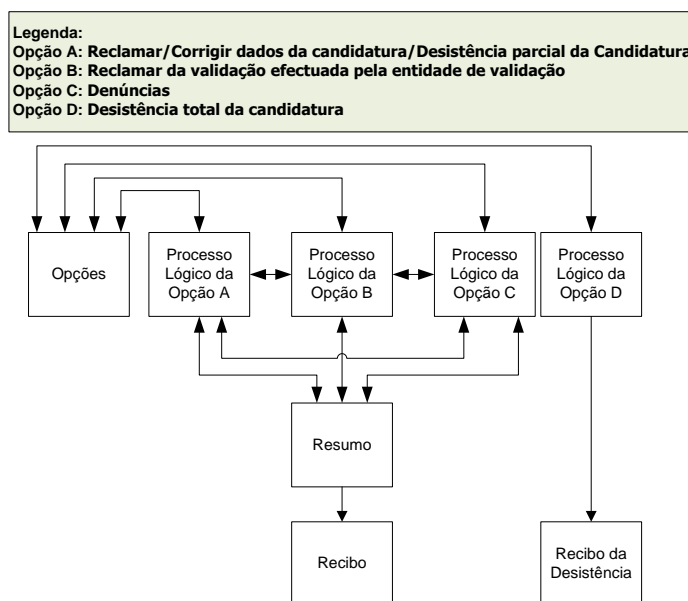 Legenda:
Opção A: Reclamar/Corrigir dados da candidatura/Desistência parcial da Candidatura
Opção B: Reclamar da validação efectuada pela entidade de validação
Opção C: Denúncias
Opção D: Desistência total da candidatura
Opções
Processo
Lógico da
Opção A
Processo
Lógico da
Opção B
Processo
Lógico da
Opção C
Processo
Lógico da
Opção D
Resumo
Recibo
Recibo da
Desistência